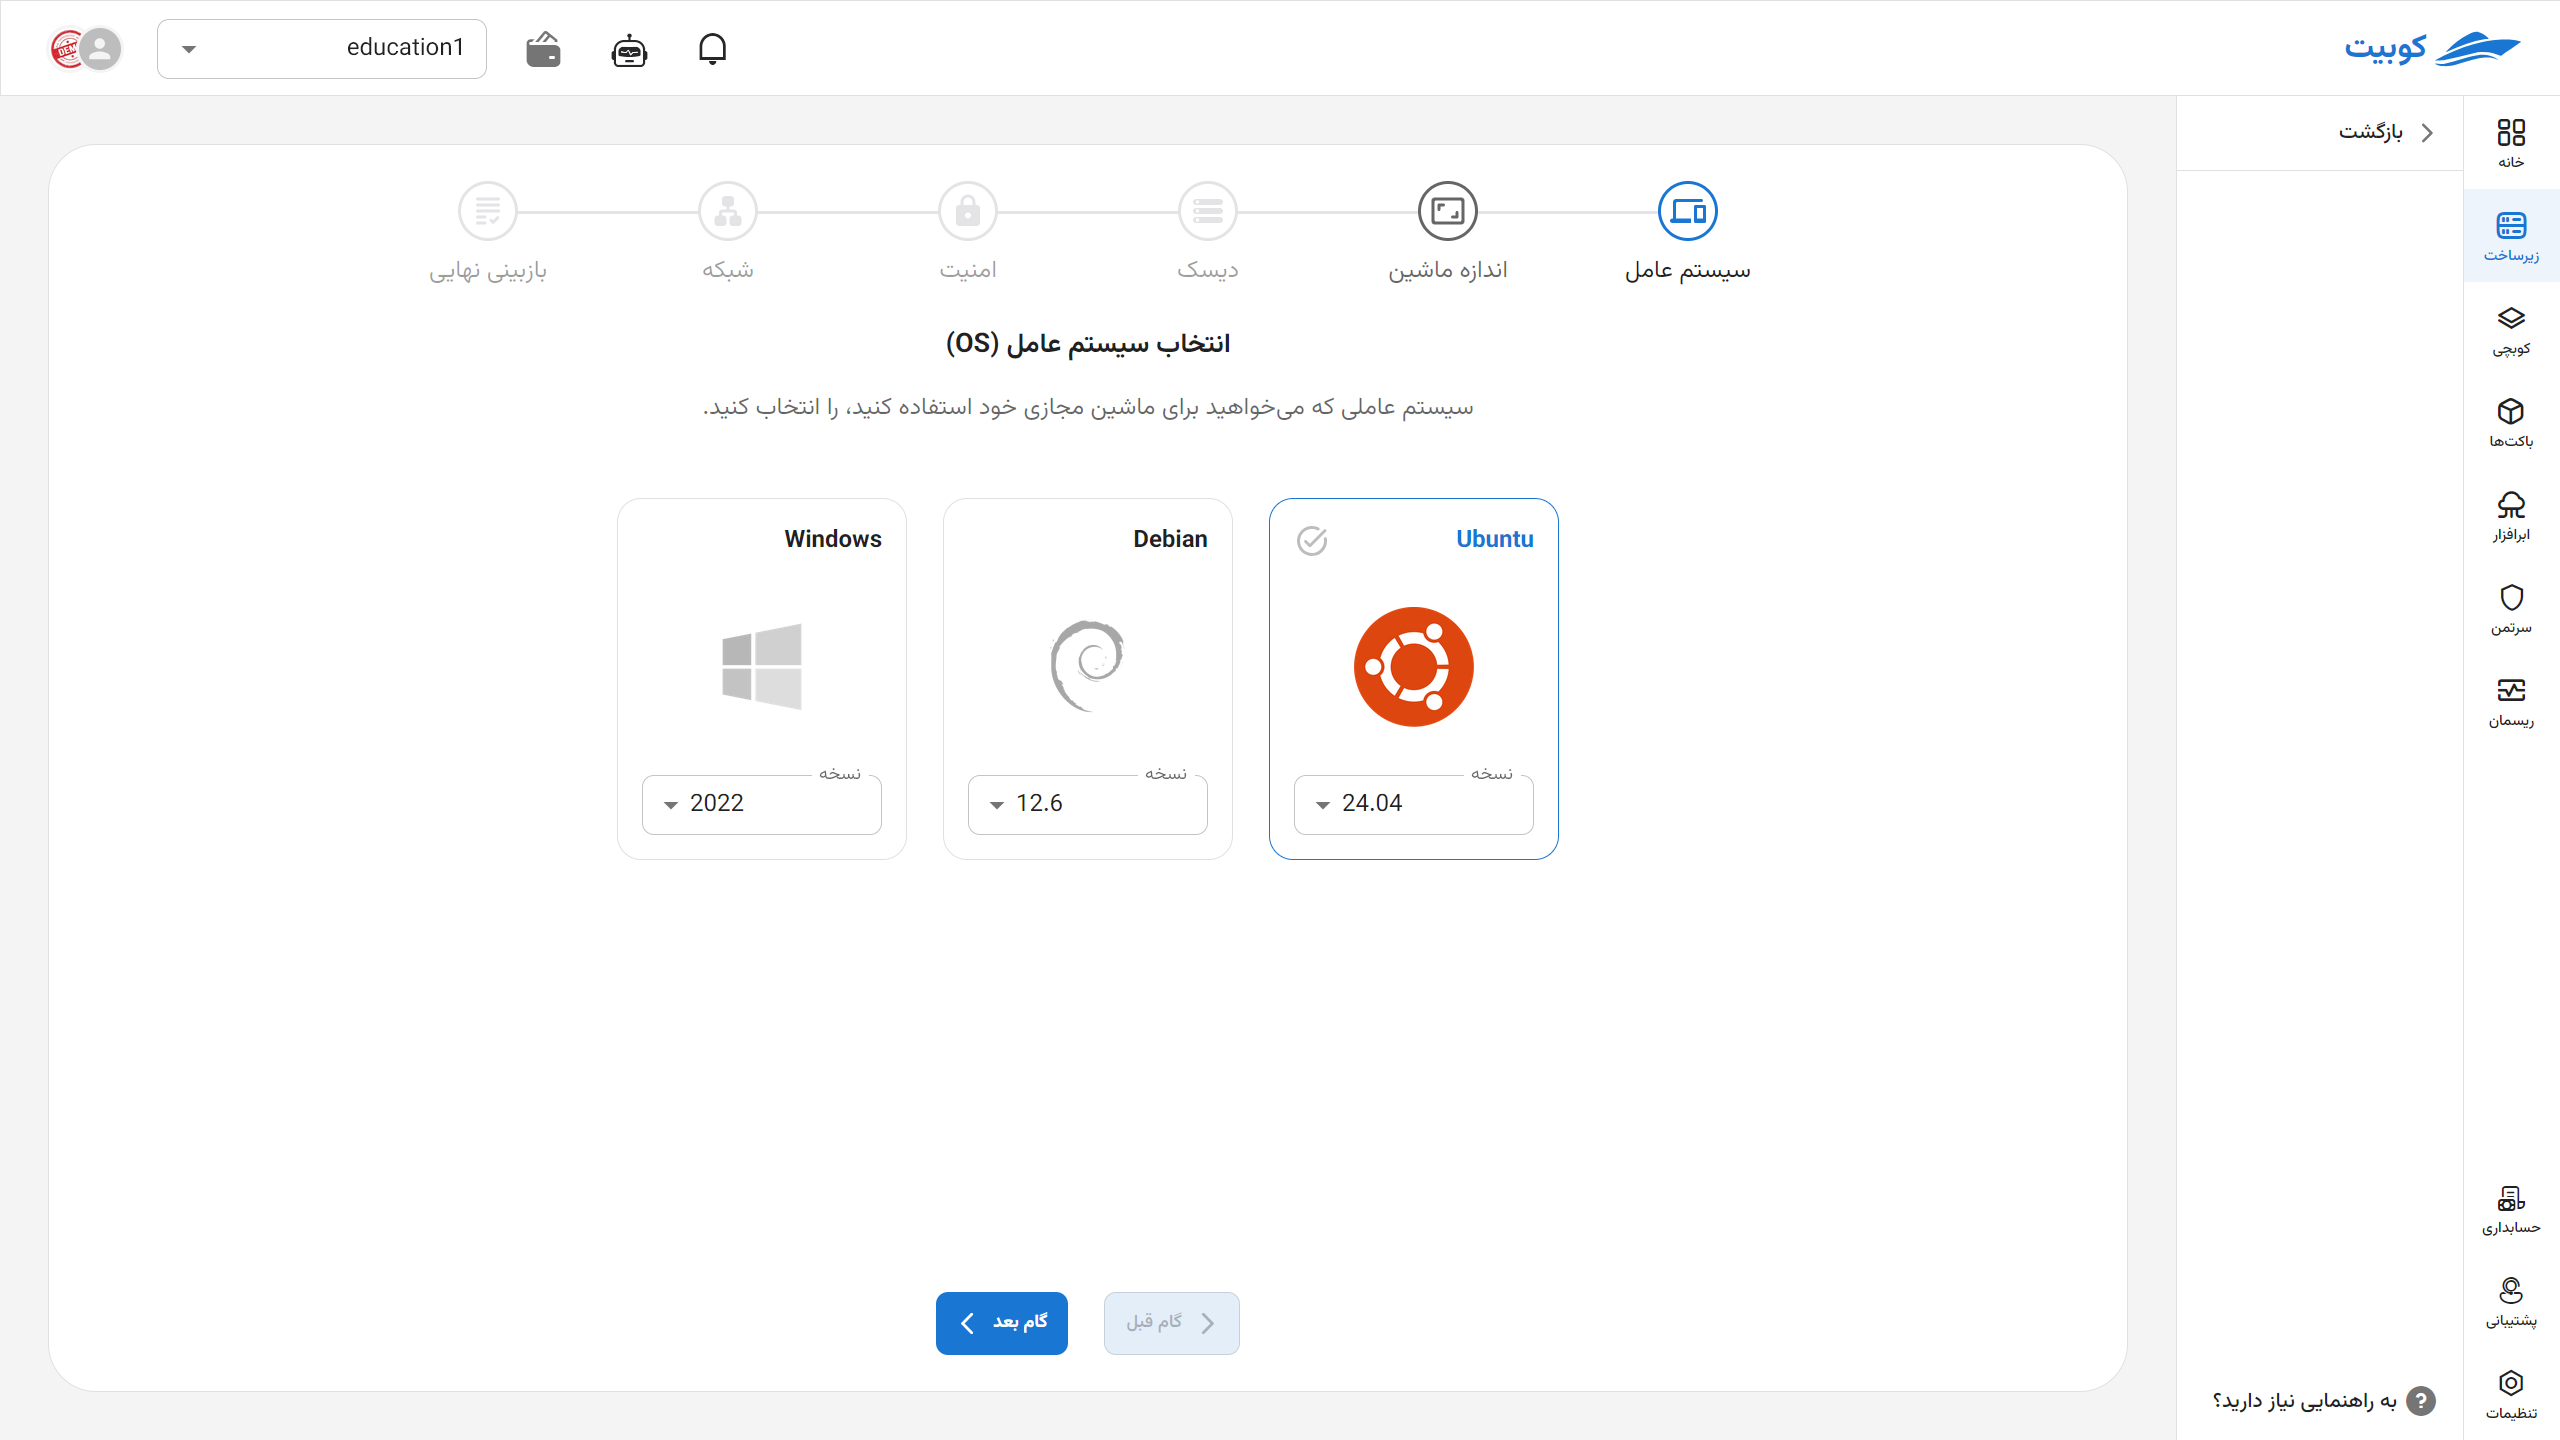 کوبیت
education1
DEM
بازگشت
خانه
زیرساخت
کوبچی
باکت‌ها
ابرافزار
سرتمن
ریسمان
حسابداری
پشتیبانی
تنظیمات
به راهنمایی نیاز دارید؟
سیستم عامل
اندازه ماشین
دیسک
امنیت
شبکه
بازبینی نهایی
انتخاب سیستم عامل (OS)
سیستم عاملی که می‌خواهید برای ماشین مجازی خود استفاده کنید، را انتخاب کنید.
Ubuntu
نسخه
24.04
Debian
نسخه
12.6
Windows
نسخه
2022
گام قبل
گام بعد